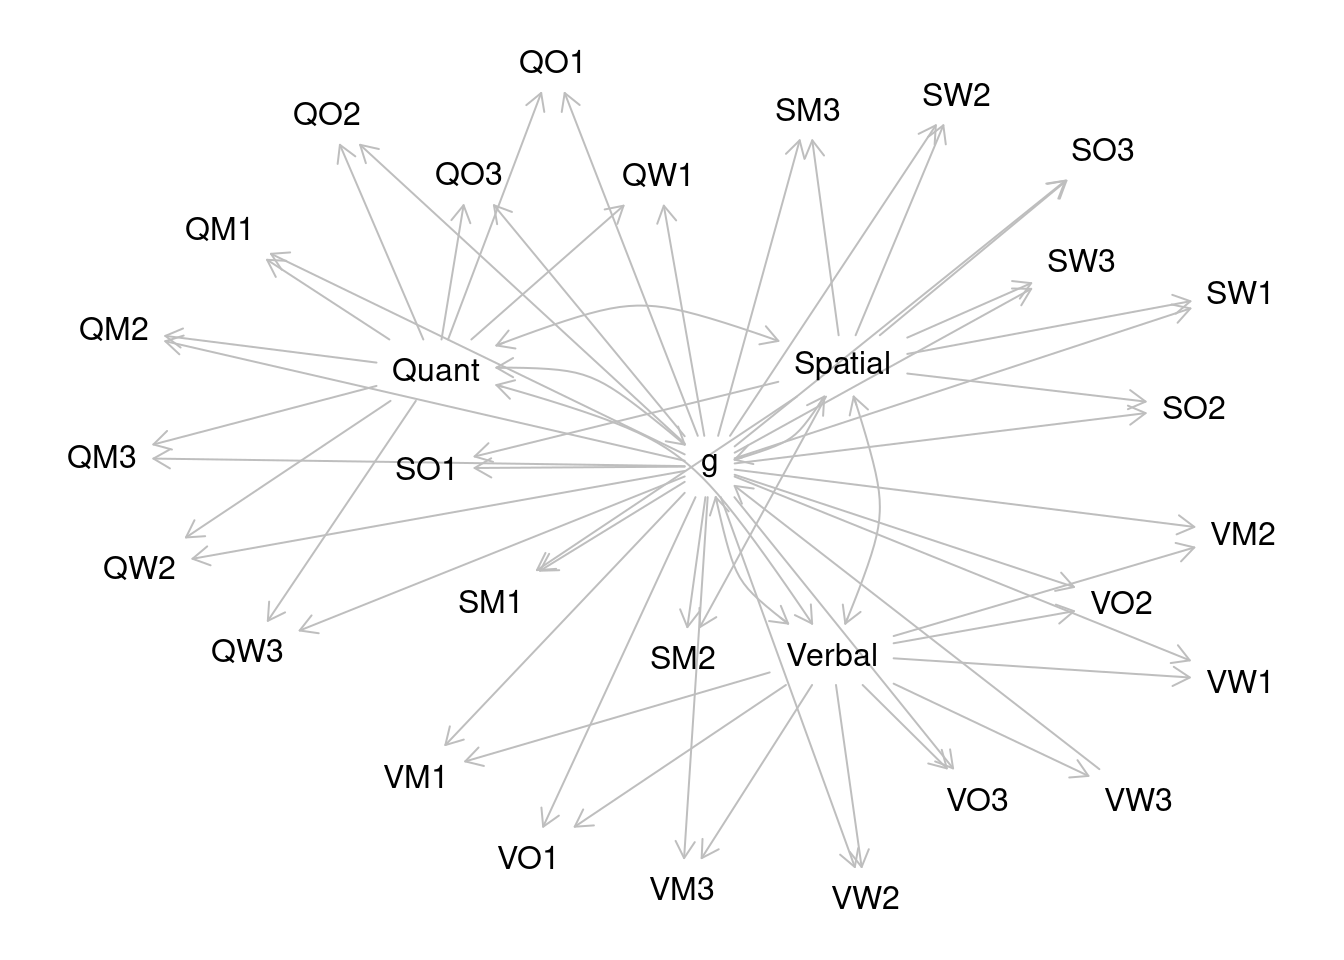 QO1
SW2
SM3
QO2
SO3
QO3
QW1
QM1
SW3
SW1
QM2
Spatial
Quant
SO2
QM3
g
SO1
VM2
QW2
SM1
VO2
QW3
Verbal
SM2
VW1
VM1
VO3
VW3
VO1
VM3
VW2